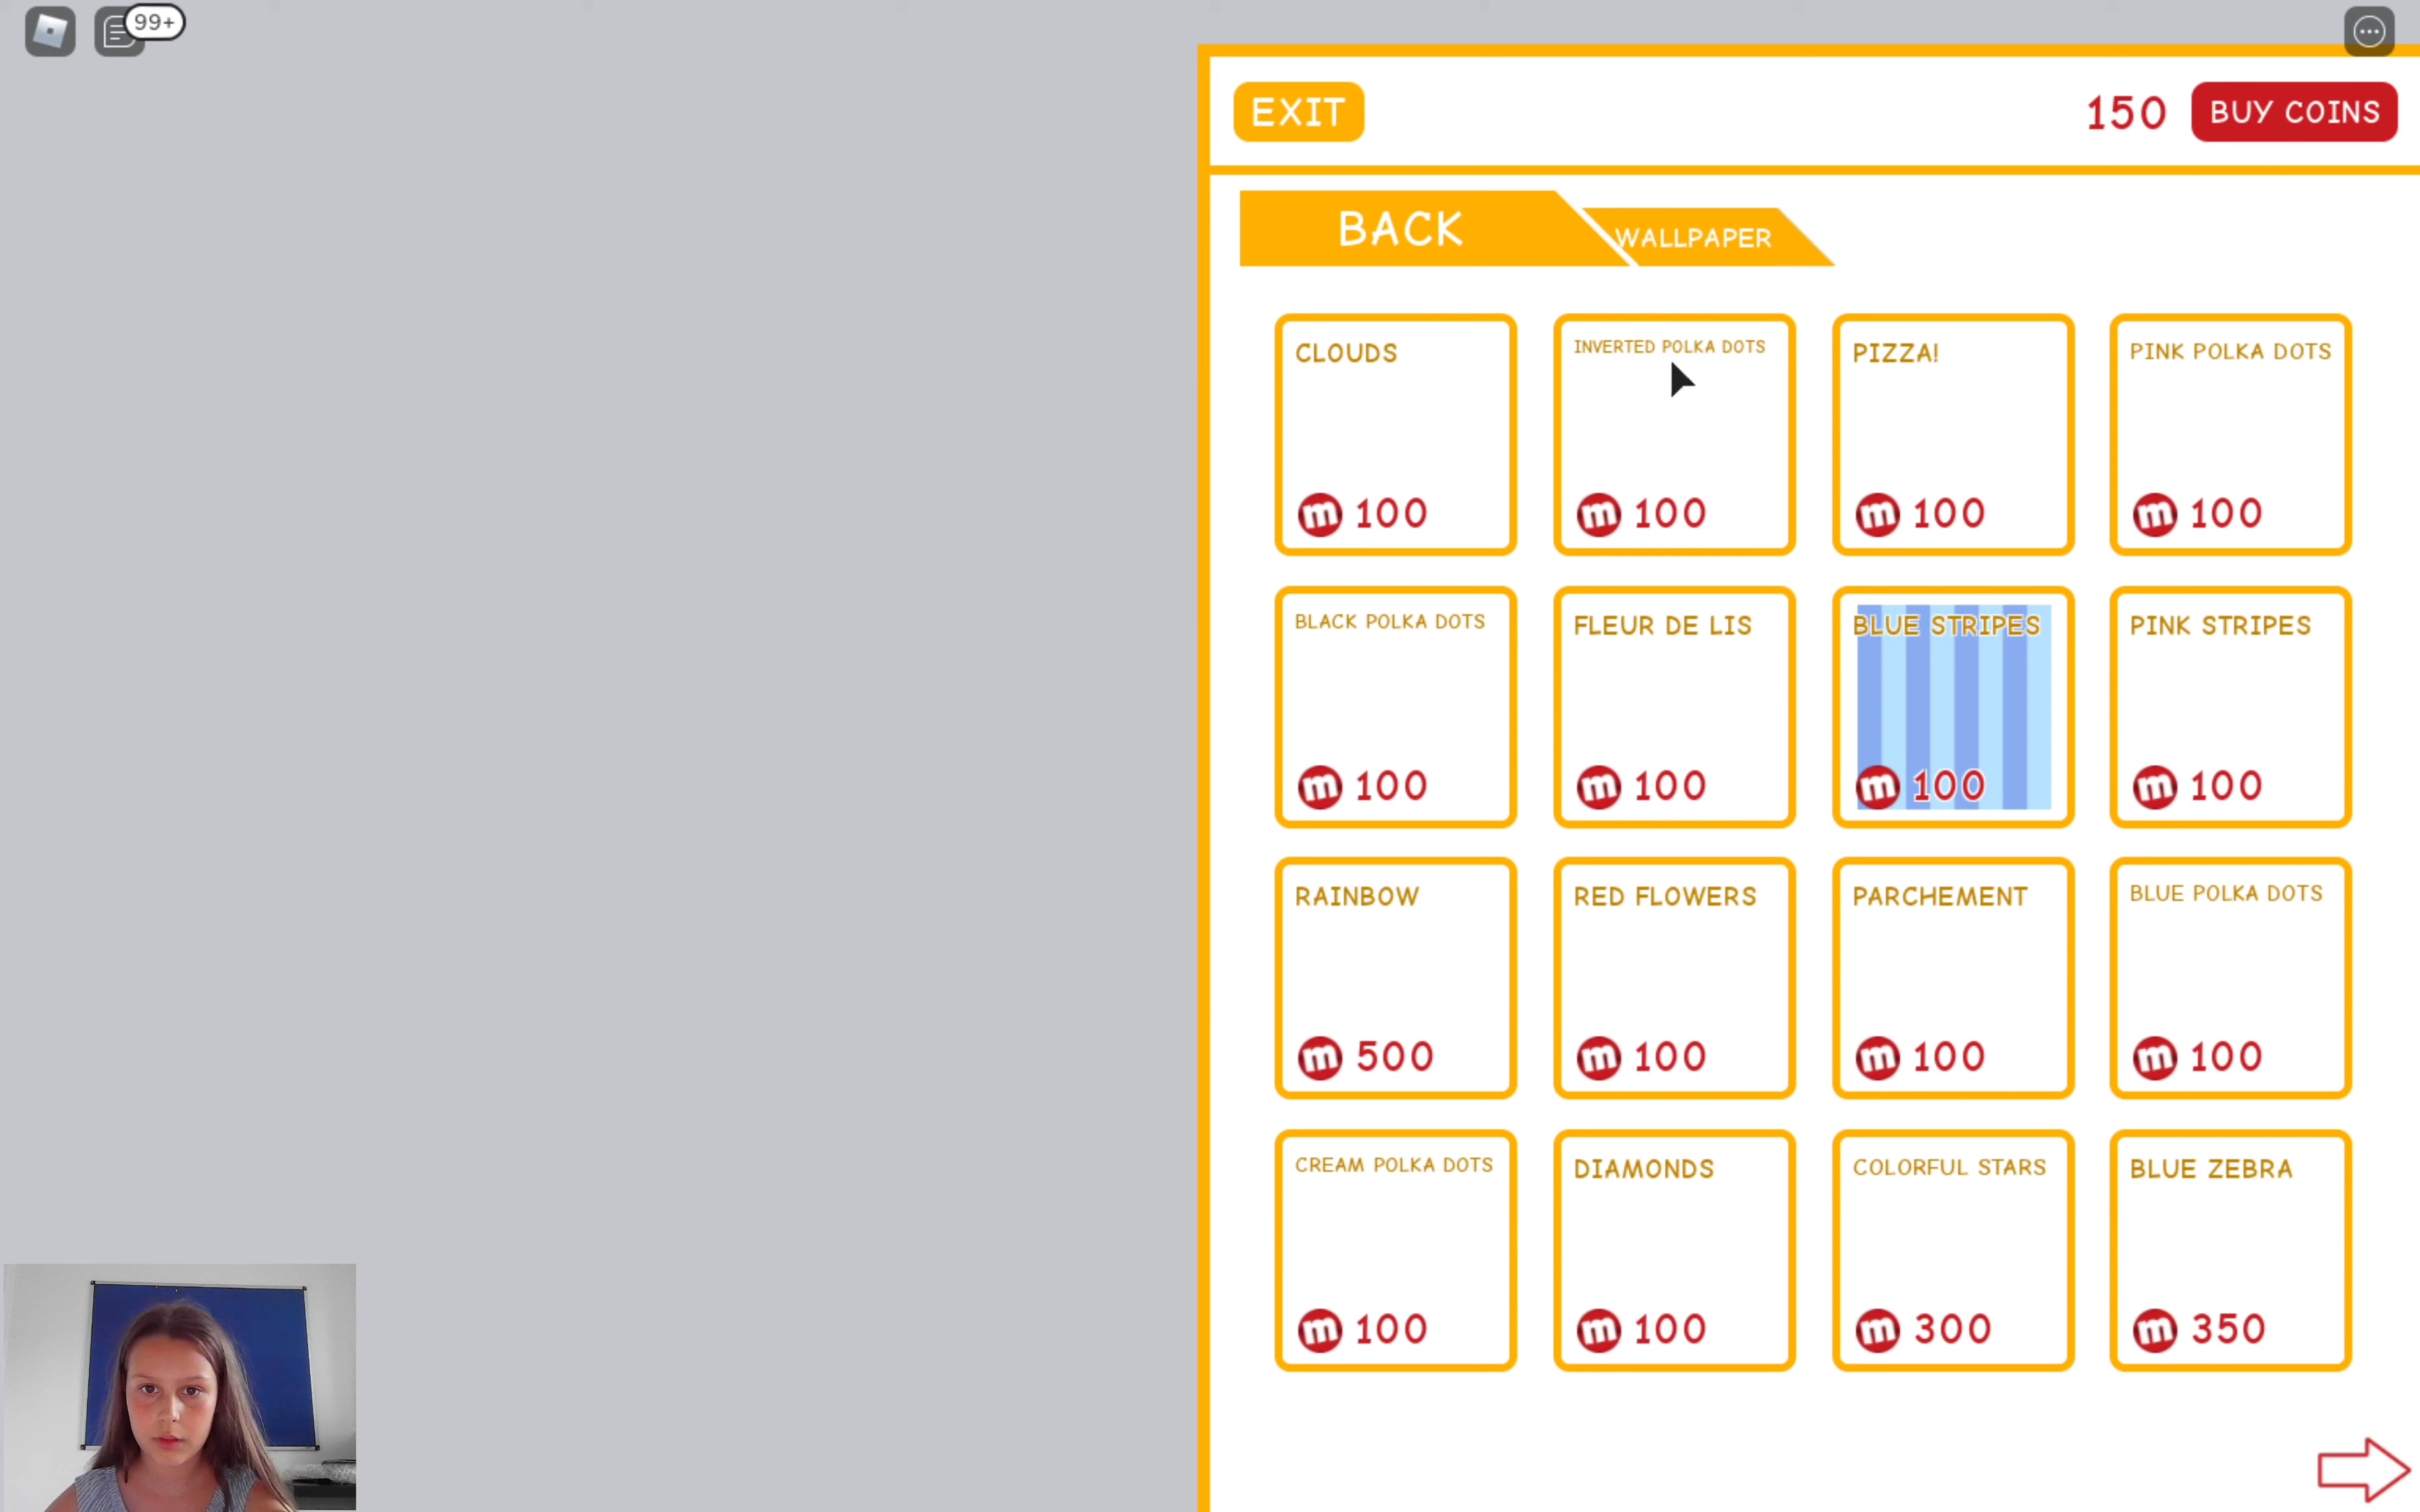 99+
EXIT
150
BUY COINS
BACK
WALLPAPER
CLOUDS
m 100
INVERTED POLKA DOTS
m 100
PIZZA!
m 100
PINK POLKA DOTS
m 100
BLACK POLKA DOTS
m 100
FLEUR DE LIS
m 100
BLUE STRIPES
m 100
PINK STRIPES
m 100
RAINBOW
m 500
RED FLOWERS
m 100
PARCHEMENT
m 100
BLUE POLKA DOTS
m 100
CREAM POLKA DOTS
m 100
DIAMONDS
m 100
COLORFUL STARS
m 300
BLUE ZEBRA
m 350